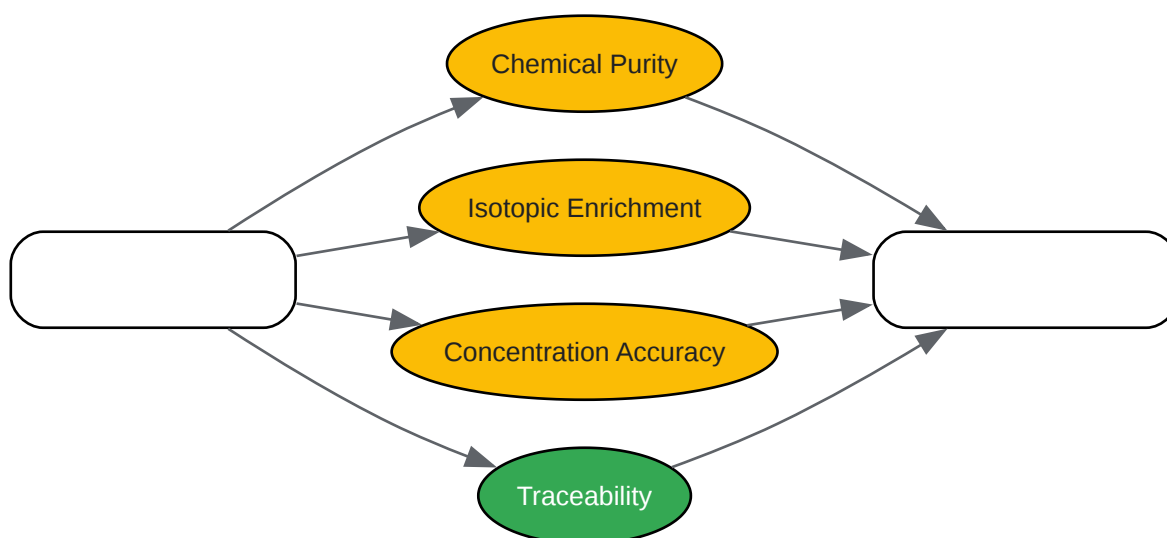 Chemical Purity
Isotopic Enrichment
Concentration Accuracy
Traceability